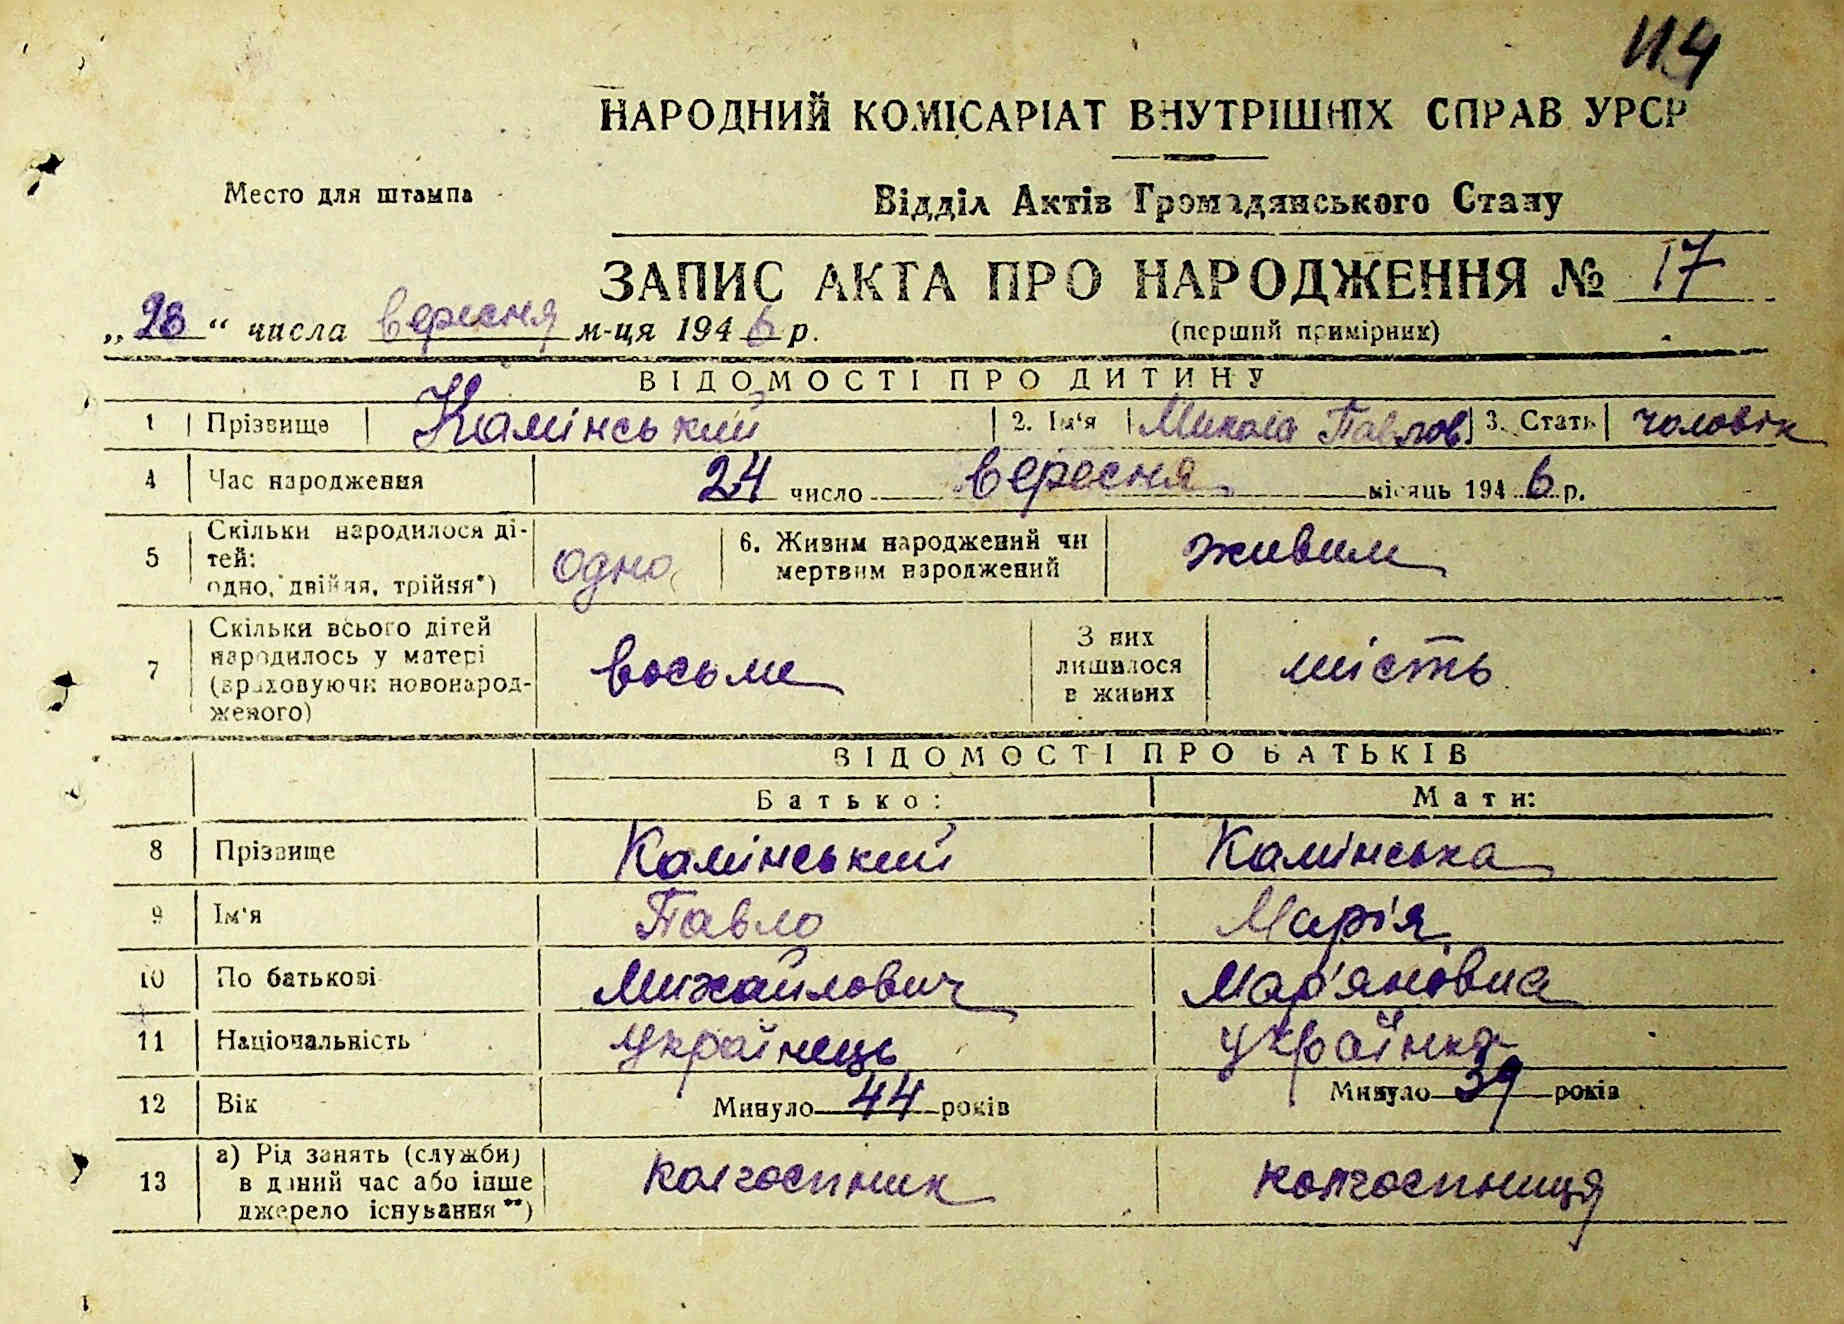 114
НАРОДНИЙ КОМІСАРІАТ ВНУТРІШНІХ СПРАВ УРСР
Место для штампа
Відділ Актів Громадянського Стану
ЗАПИС АКТА ПРО НАРОДЖЕННЯ № 17
„28“ числа вересня м-ця 1946 р.
(перший примірник)
ВІДОМОСТІ ПРО ДИТИНУ
1 Прізвище Камінський 2. Ім'я Микола Павлов 3. Стать чоловік
4 Час народження 24 число вересня місяць 1946 р.
5 Скільки народилося ді-
тей:
одно, двійня, трійня*) одно 6. Живим народжений чи
мертвим народжений живим
7 Скільки всього дітей
народилось у матері
(враховуючи новонарод-
женого) восьме З них
лишилося
в живих шість
ВІДОМОСТІ ПРО БАТЬКІВ
Батько: Мати:
8 Прізвище Камінський Камінська
9 Ім'я Павло Марія
10 По батькові Михайлович Мар'яновна
11 Національність Українець Українка
12 Вік Минуло 44 років Минуло 39 років
13 а) Рід занять (служби)
в даний час або інше
джерело існування**) колгоспник колгоспниця